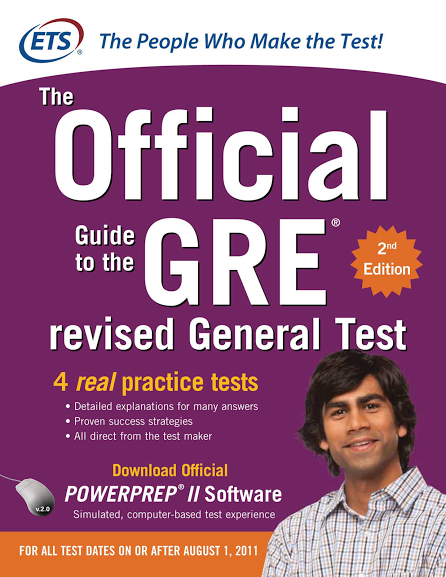 ETS®
The People Who Make the Test!
The
Official
Guide
to the
GRE®
2nd
Edition
revised General Test
4 real practice tests
• Detailed explanations for many answers
• Proven success strategies
• All direct from the test maker
Download Official
POWERPREP® II Software
Simulated, computer-based test experience
v.2.0
FOR ALL TEST DATES ON OR AFTER AUGUST 1, 2011